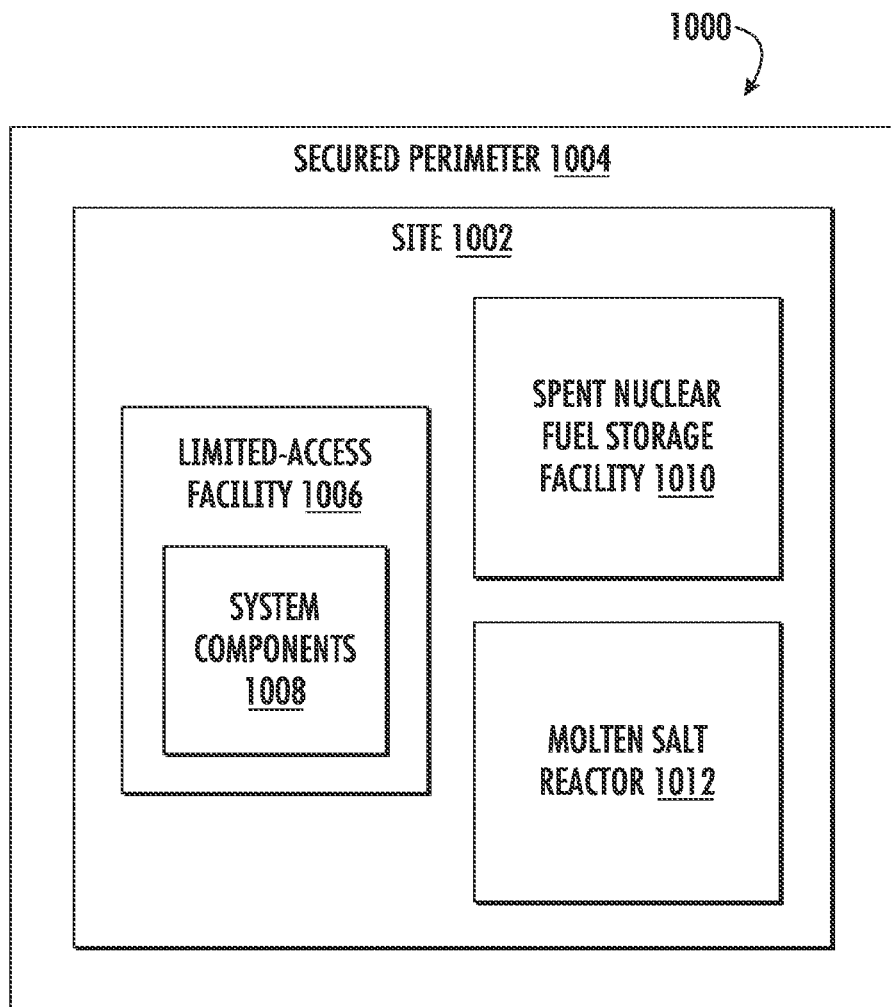 1000
SECURED PERIMETER 1004
SITE 1002
LIMITED-ACCESS
FACILITY 1006
SYSTEM
COMPONENTS
1008
SPENT NUCLEAR
FUEL STORAGE
FACILITY 1010
MOLTEN SALT
REACTOR 1012